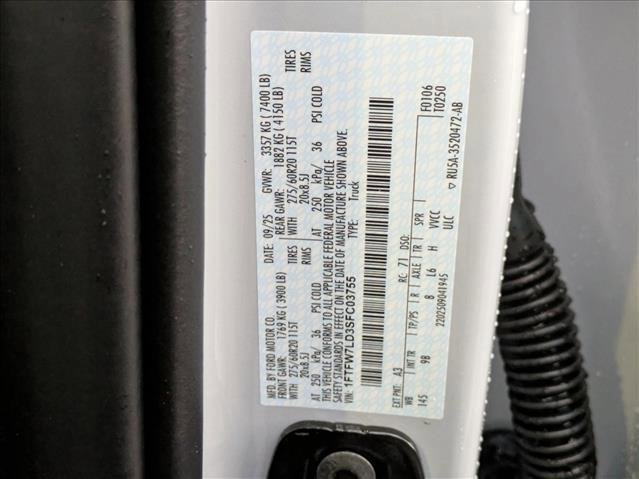 MFD. BY FORD MOTOR CO. DATE: 09/25 GVWR: 3357 KG ( 7400 LB)
FRONT GAWR: 1769 KG ( 3900 LB) REAR GAWR: 1882 KG ( 4150 LB)
WITH 275/60R20 115T TIRES WITH 275/60R20 115T TIRES
20x8.5J RIMS 20x8.5J RIMS
AT 250 kPa/ 36 PSI COLD AT 250 kPa/ 36 PSI COLD
THIS VEHICLE CONFORMS TO ALL APPLICABLE FEDERAL MOTOR VEHICLE
SAFETY STANDARDS IN EFFECT ON THE DATE OF MANUFACTURE SHOWN ABOVE.
VIN: 1FTFW7LD3SFC03755 TYPE: Truck
F0106
T0250
EXT PNT: A3 RC: 71 DSO:
WB INT TR TP/PS R AXLE TR SPR
145 9B B L6 H VVCC
ULC
2202509041945 ▽ RU5A-3520472-AB